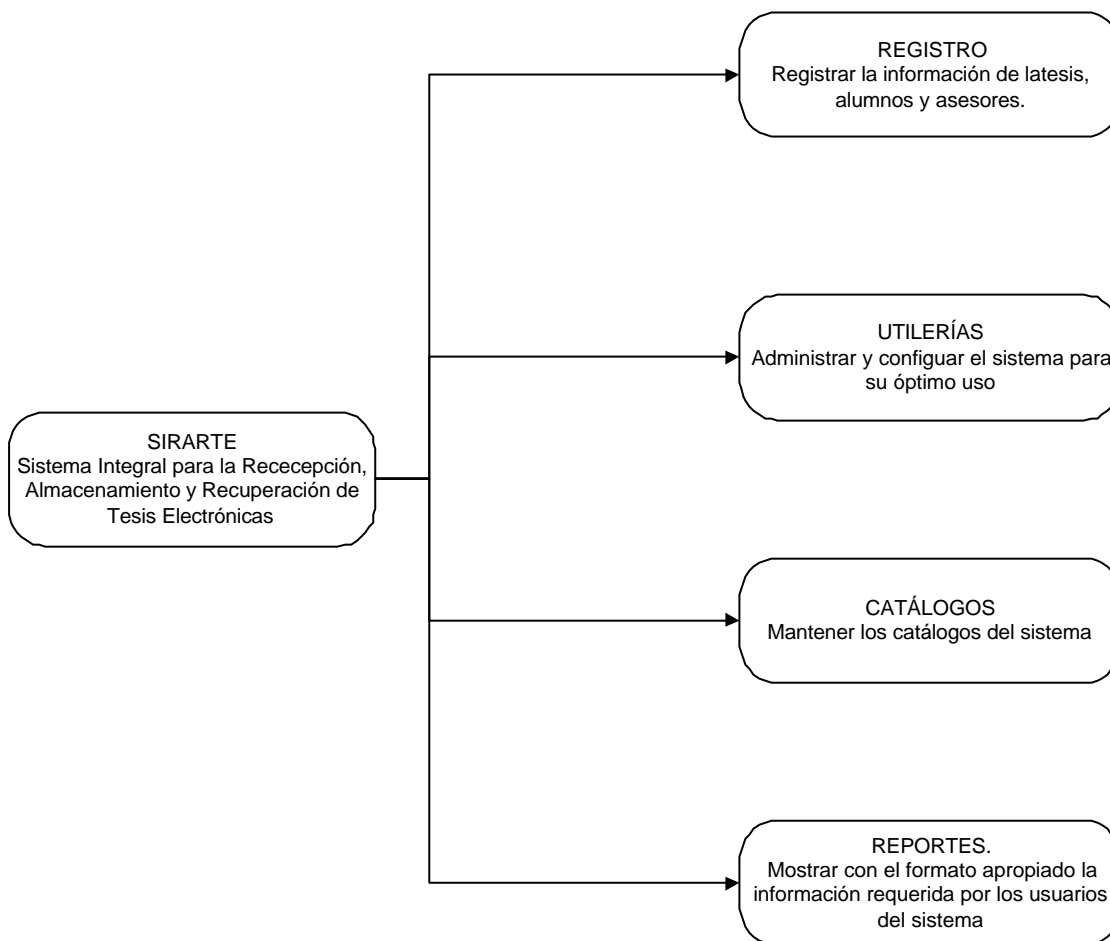 REGISTRO
Registrar la información de latesis,
alumnos y asesores.
UTILERÍAS
Administrar y configuar el sistema para
su óptimo uso
SIRARTE
Sistema Integral para la Rececepción,
Almacenamiento y Recuperación de
Tesis Electrónicas
CATÁLOGOS
Mantener los catálogos del sistema
REPORTES.
Mostrar con el formato apropiado la
información requerida por los usuarios
del sistema